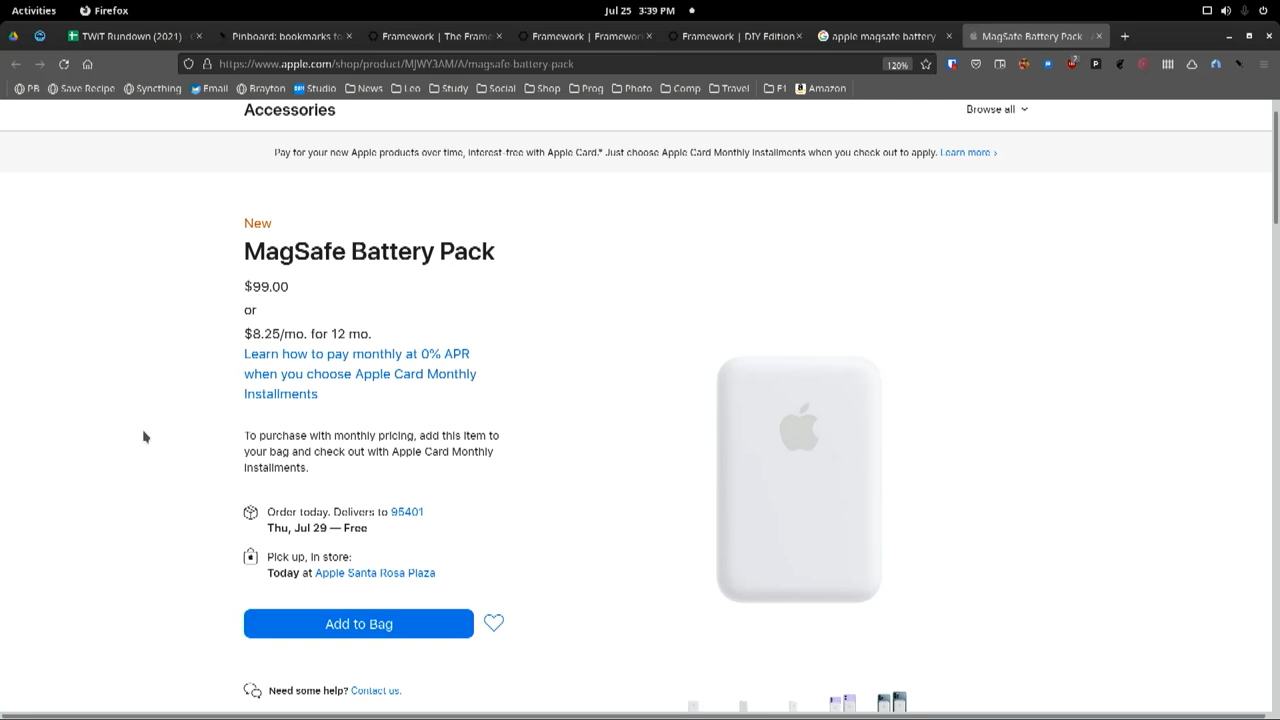 Activities Firefox Jul 25 3:39 PM
TWiT Rundown (2021) Pinboard: bookmarks fo Framework | The Frame Framework | Framewor Framework | DIY Edition apple magsafe battery MagSafe Battery Pack
https://www.apple.com/shop/product/MJWY3AM/A/magsafe-battery-pack 120%
PB Save Recipe Syncthing Email Brayton Studio News Leo Study Social Shop Prog Photo Comp Travel F1 Amazon
Accessories Browse all
Pay for your new Apple products over time, interest-free with Apple Card.* Just choose Apple Card Monthly Installments when you check out to apply. Learn more ›
New
MagSafe Battery Pack
$99.00
or
$8.25/mo. for 12 mo.
Learn how to pay monthly at 0% APR
when you choose Apple Card Monthly
Installments
To purchase with monthly pricing, add this item to
your bag and check out with Apple Card Monthly
Installments.
Order today. Delivers to 95401
Thu, Jul 29 — Free
Pick up, in store:
Today at Apple Santa Rosa Plaza
Add to Bag
Need some help? Contact us.